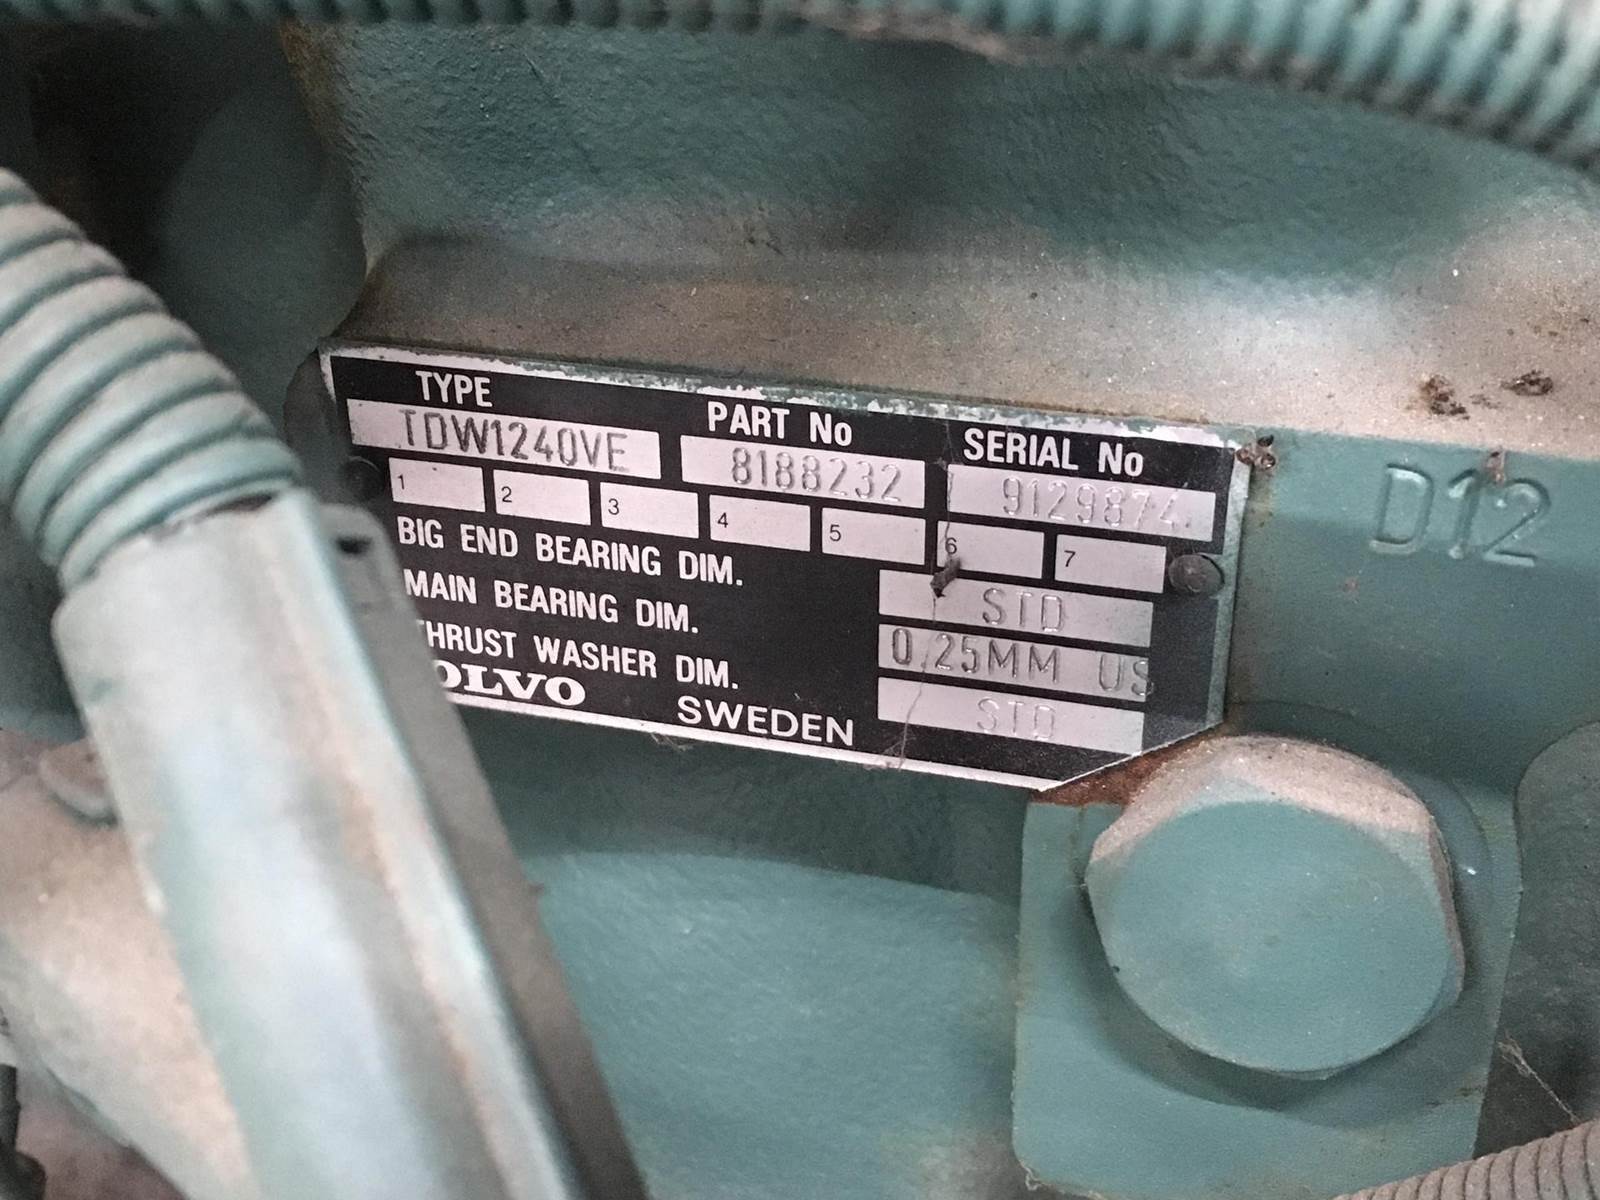 TYPE PART No SERIAL No
TDW1240VE 8188232 9129874
1 2 3 4 5 6 7
BIG END BEARING DIM. STD
MAIN BEARING DIM. 0,25MM US
THRUST WASHER DIM. STD
VOLVO SWEDEN
D12